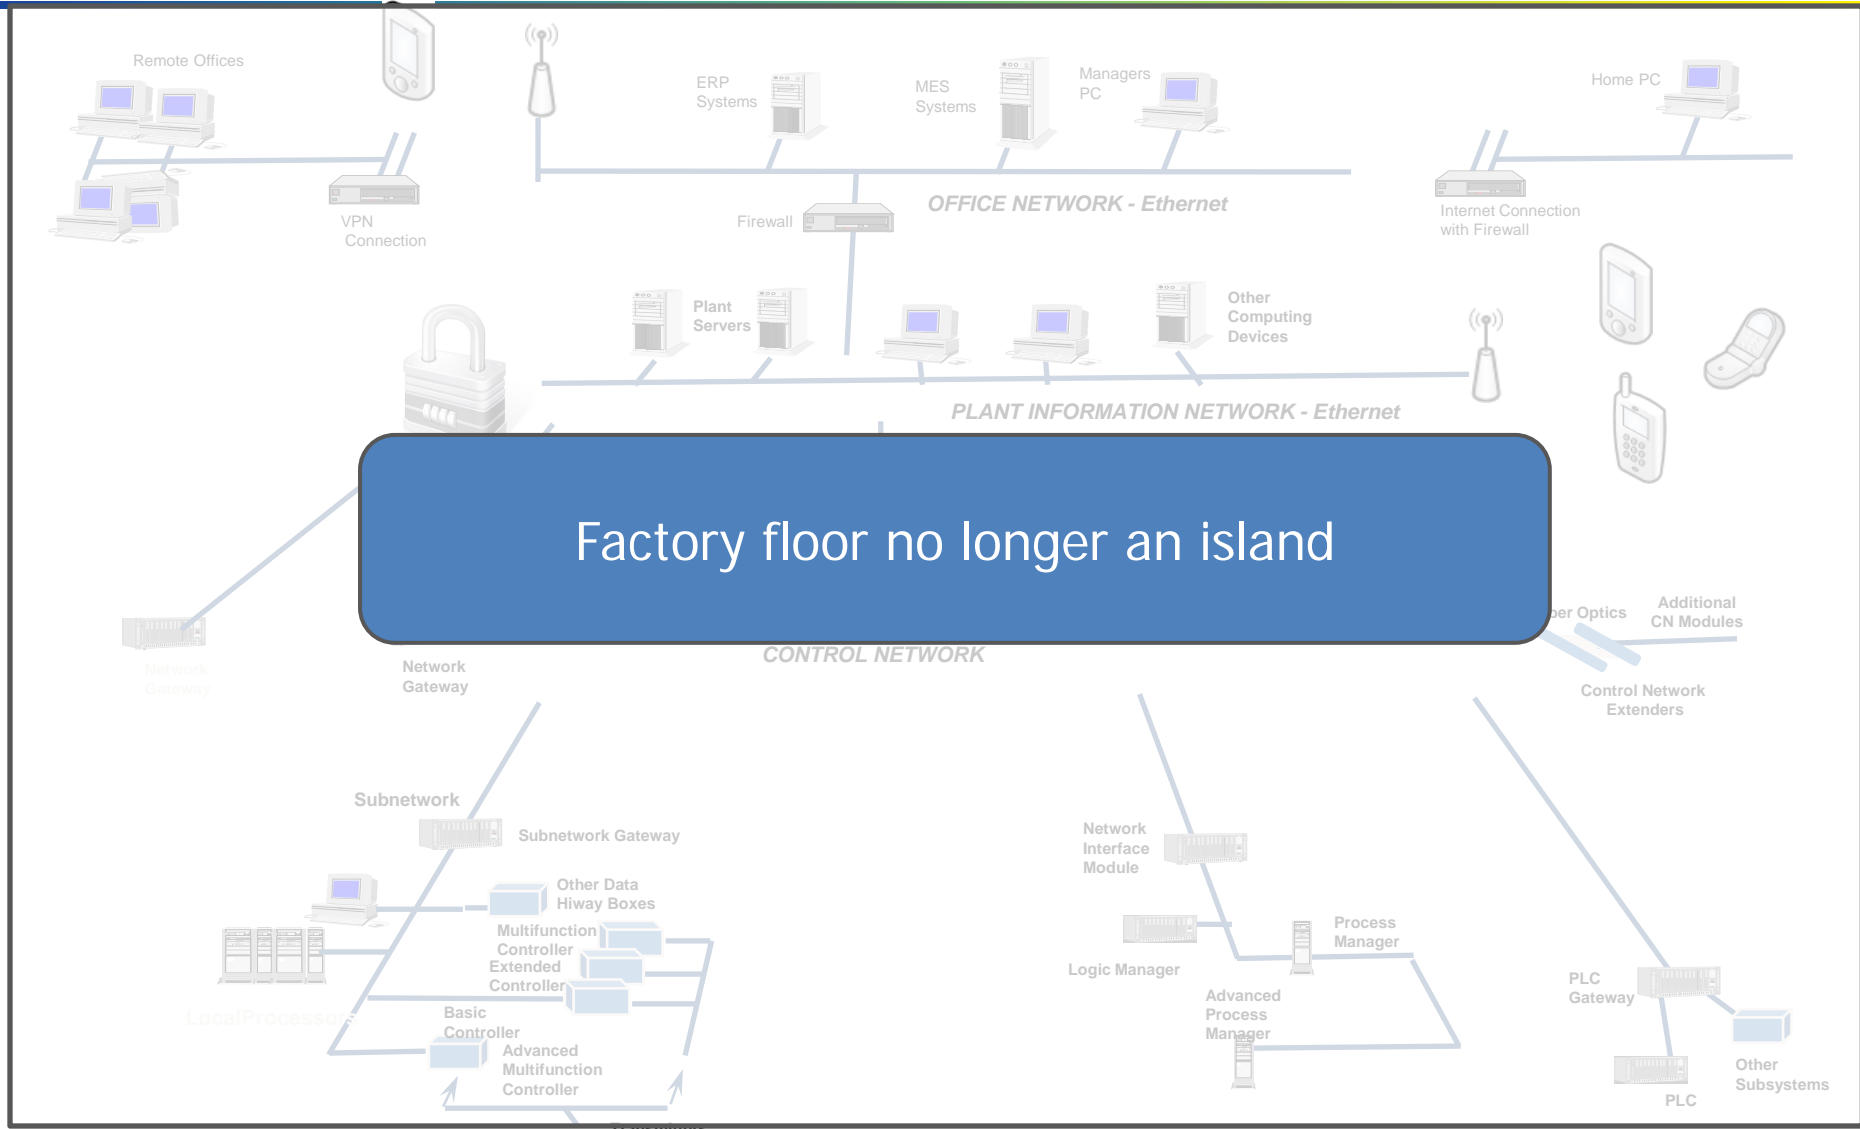 Remote Offices
ERP
Systems
MES
Systems
Managers
PC
Home PC
VPN
Connection
Firewall
OFFICE NETWORK - Ethernet
Internet Connection
with Firewall
Plant
Servers
Other
Computing
Devices
PLANT INFORMATION NETWORK - Ethernet
Factory floor no longer an island
Optics
Additional
CN Modules
CONTROL NETWORK
Network
Gateway
Network
Gateway
Control Network
Extenders
Subnetwork
Subnetwork Gateway
Other Data
Hiway Boxes
Multifunction
Controller
Extended
Controller
LocalProcessors
Basic
Controller
Advanced
Multifunction
Controller
Network
Interface
Module
Logic Manager
Process
Manager
Advanced
Process
Manager
PLC
Gateway
Other
Subsystems
PLC